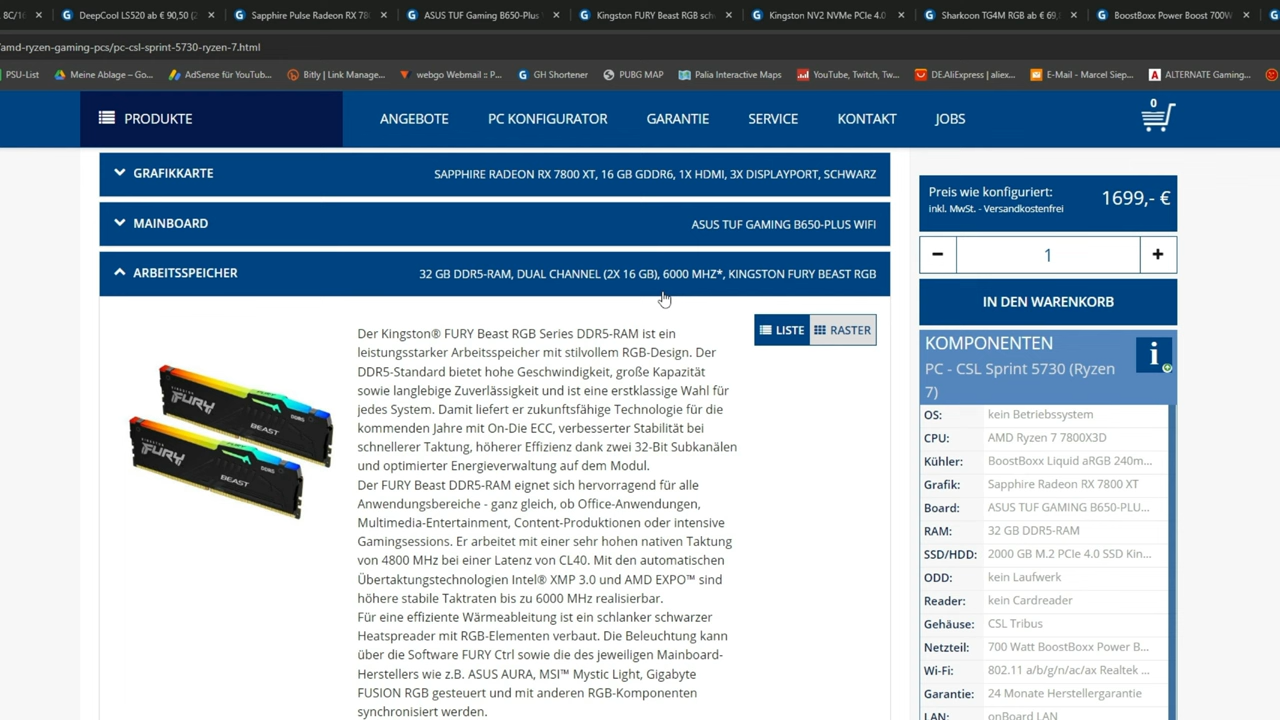 8C/16
DeepCool LS520 ab € 90,50 (2
Sapphire Pulse Radeon RX 78
ASUS TUF Gaming B650-Plus
Kingston FURY Beast RGB sch
Kingston NV2 NVMe PCIe 4.0
Sharkoon TG4M RGB ab € 69,
BoostBoxx Power Boost 700W
/amd-ryzen-gaming-pcs/pc-csl-sprint-5730-ryzen-7.html
PSU-List
Meine Ablage – Go...
AdSense für YouTub...
Bitly | Link Manage...
webgo Webmail :: P...
GH Shortener
PUBG MAP
Palia Interactive Maps
YouTube, Twitch, Tw...
DE.AliExpress | aliex...
E-Mail - Marcel Siep...
ALTERNATE Gaming...
PRODUKTE
ANGEBOTE
PC KONFIGURATOR
GARANTIE
SERVICE
KONTAKT
JOBS
0
GRAFIKKARTE
SAPPHIRE RADEON RX 7800 XT, 16 GB GDDR6, 1X HDMI, 3X DISPLAYPORT, SCHWARZ
MAINBOARD
ASUS TUF GAMING B650-PLUS WIFI
ARBEITSSPEICHER
32 GB DDR5-RAM, DUAL CHANNEL (2X 16 GB), 6000 MHZ*, KINGSTON FURY BEAST RGB
LISTE
RASTER
Der Kingston® FURY Beast RGB Series DDR5-RAM ist ein
leistungsstarker Arbeitsspeicher mit stilvollem RGB-Design. Der
DDR5-Standard bietet hohe Geschwindigkeit, große Kapazität
sowie langlebige Zuverlässigkeit und ist eine erstklassige Wahl für
jedes System. Damit liefert er zukunftsfähige Technologie für die
kommenden Jahre mit On-Die ECC, verbesserter Stabilität bei
schnellerer Taktung, höherer Effizienz dank zwei 32-Bit Subkanälen
und optimierter Energieverwaltung auf dem Modul.
Der FURY Beast DDR5-RAM eignet sich hervorragend für alle
Anwendungsbereiche - ganz gleich, ob Office-Anwendungen,
Multimedia-Entertainment, Content-Produktionen oder intensive
Gamingsessions. Er arbeitet mit einer sehr hohen nativen Taktung
von 4800 MHz bei einer Latenz von CL40. Mit den automatischen
Übertaktungstechnologien Intel® XMP 3.0 und AMD EXPO™ sind
höhere stabile Taktraten bis zu 6000 MHz realisierbar.
Für eine effiziente Wärmeableitung ist ein schlanker schwarzer
Heatspreader mit RGB-Elementen verbaut. Die Beleuchtung kann
über die Software FURY Ctrl sowie die des jeweiligen Mainboard-
Herstellers wie z.B. ASUS AURA, MSI™ Mystic Light, Gigabyte
FUSION RGB gesteuert und mit anderen RGB-Komponenten
synchronisiert werden.
FURY
BEAST
DDR5
FURY
BEAST
DDR5
Preis wie konfiguriert:
inkl. MwSt. - Versandkostenfrei
1699,- €
− 1 +
IN DEN WARENKORB
KOMPONENTEN
PC - CSL Sprint 5730 (Ryzen
7)
i
OS: kein Betriebssystem
CPU: AMD Ryzen 7 7800X3D
Kühler: BoostBoxx Liquid aRGB 240m...
Grafik: Sapphire Radeon RX 7800 XT
Board: ASUS TUF GAMING B650-PLU...
RAM: 32 GB DDR5-RAM
SSD/HDD: 2000 GB M.2 PCIe 4.0 SSD Kin...
ODD: kein Laufwerk
Reader: kein Cardreader
Gehäuse: CSL Tribus
Netzteil: 700 Watt BoostBoxx Power B...
Wi-Fi: 802.11 a/b/g/n/ac/ax Realtek ...
Garantie: 24 Monate Herstellergarantie
LAN: onBoard LAN